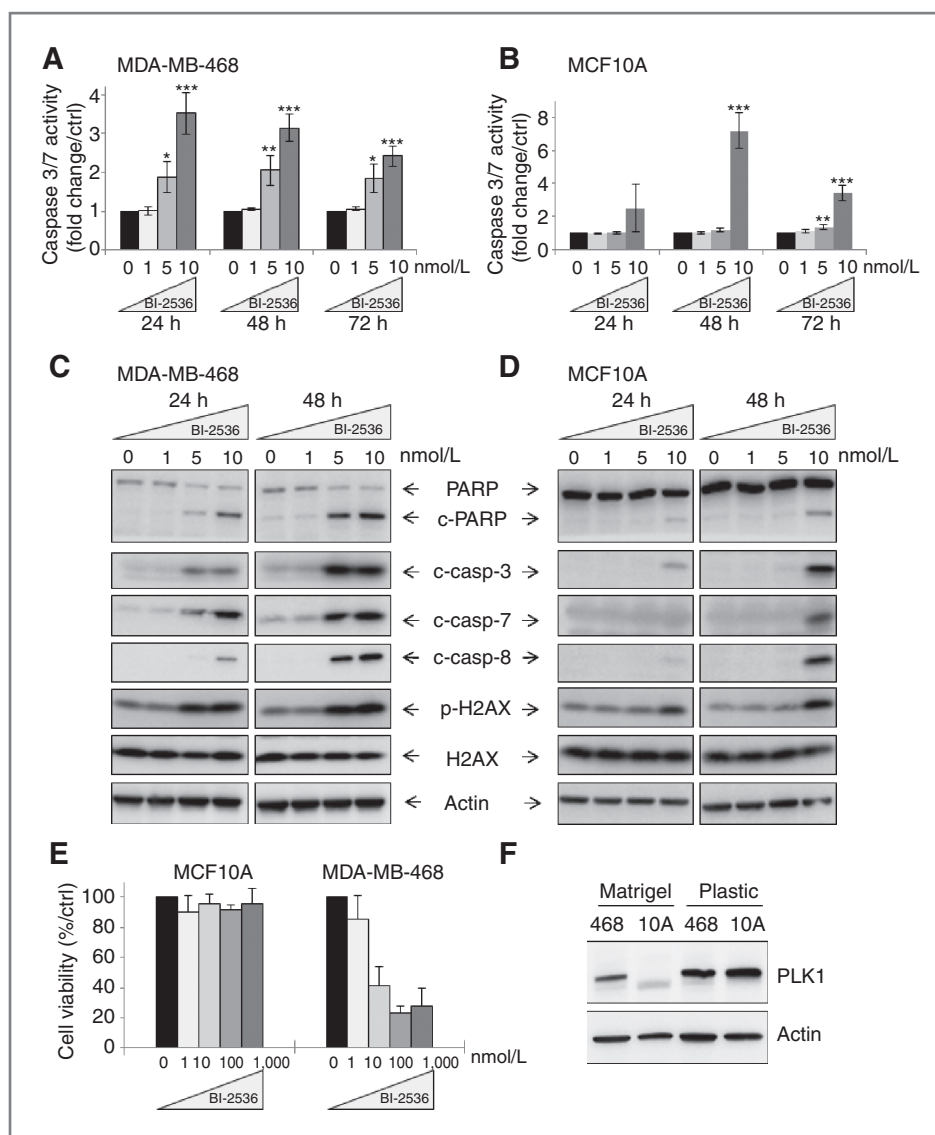 A
MDA-MB-468
Caspase 3/7 activity
(fold change/ctrl)
4
3
2
1
0
* *** ** *** * ***
0 1 5 10 0 1 5 10 0 1 5 10 nmol/L
BI-2536 BI-2536 BI-2536
24 h 48 h 72 h
B
MCF10A
Caspase 3/7 activity
(fold change/ctrl)
8
6
4
2
0
*** ** ***
0 1 5 10 0 1 5 10 0 1 5 10 nmol/L
BI-2536 BI-2536 BI-2536
24 h 48 h 72 h
C
MDA-MB-468
24 h 48 h
BI-2536 BI-2536
0 1 5 10 0 1 5 10 nmol/L
D
MCF10A
24 h 48 h
BI-2536 BI-2536
0 1 5 10 0 1 5 10 nmol/L
← PARP →
← c-PARP →
← c-casp-3 →
← c-casp-7 →
← c-casp-8 →
← p-H2AX →
← H2AX →
← Actin →
E
MCF10A MDA-MB-468
Cell viability (%/ctrl)
100
80
60
40
20
0
0 1 10 100 1,000 0 1 10 100 1,000 nmol/L
BI-2536 BI-2536
F
Matrigel Plastic
468 10A 468 10A
PLK1
Actin